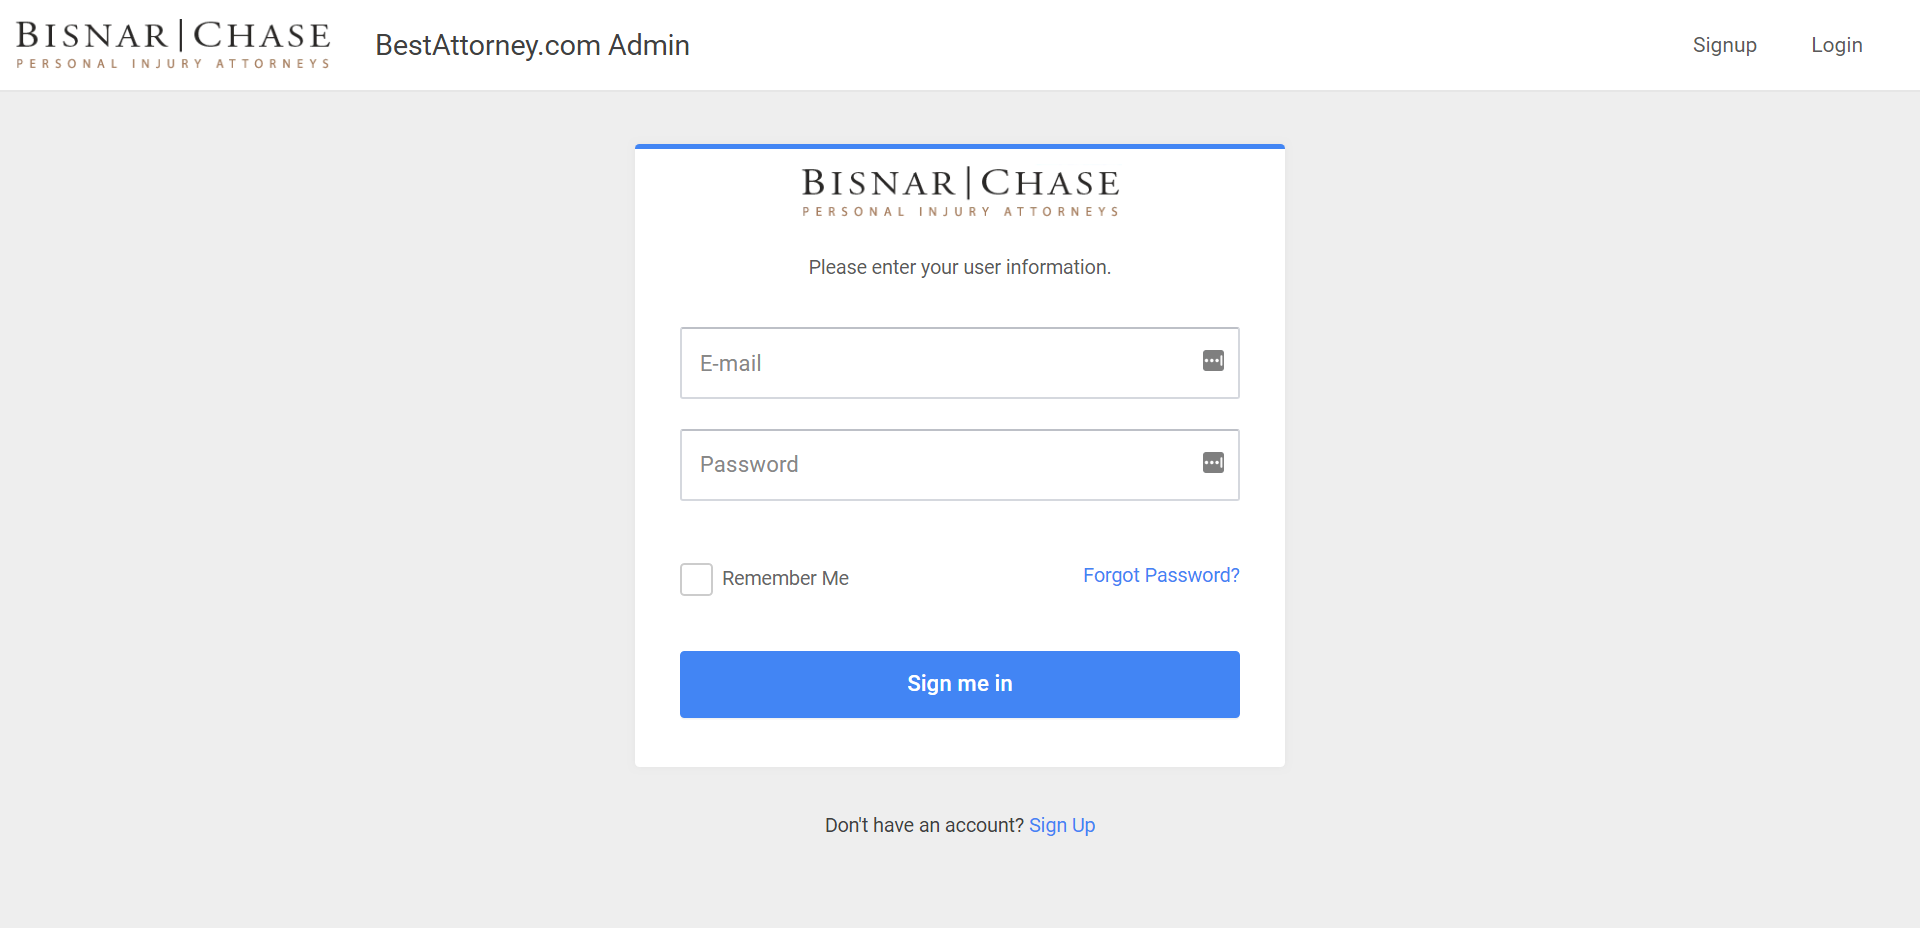 BISNAR|CHASE
PERSONAL INJURY ATTORNEYS
BestAttorney.com Admin
Signup
Login
BISNAR|CHASE
PERSONAL INJURY ATTORNEYS
Please enter your user information.
E-mail
Password
Remember Me
Forgot Password?
Sign me in
Don't have an account? Sign Up